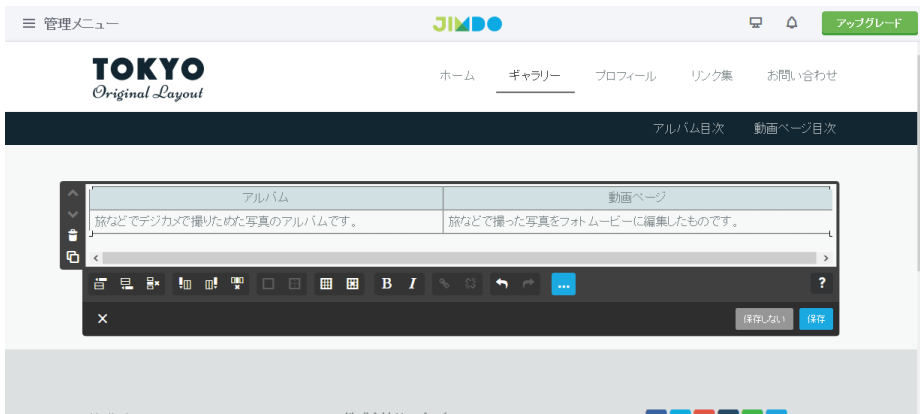 管理メニュー
JIMDO
アップグレード
TOKYO
Original Layout
ホーム ギャラリー プロフィール リンク集 お問い合わせ
アルバム目次 動画ページ目次
アルバム 動画ページ
旅などでデジカメで撮りためた写真のアルバムです。 旅などで撮った写真をフォトムービーに編集したものです。
B I ... ?
保存しない 保存